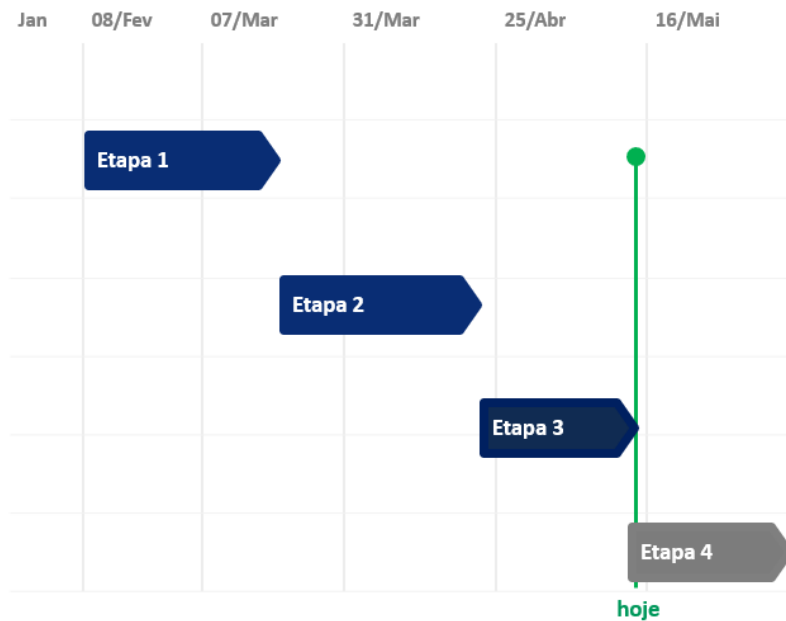 Jan 08/Fev 07/Mar 31/Mar 25/Abr 16/Mai
Etapa 1
Etapa 2
Etapa 3
Etapa 4
hoje